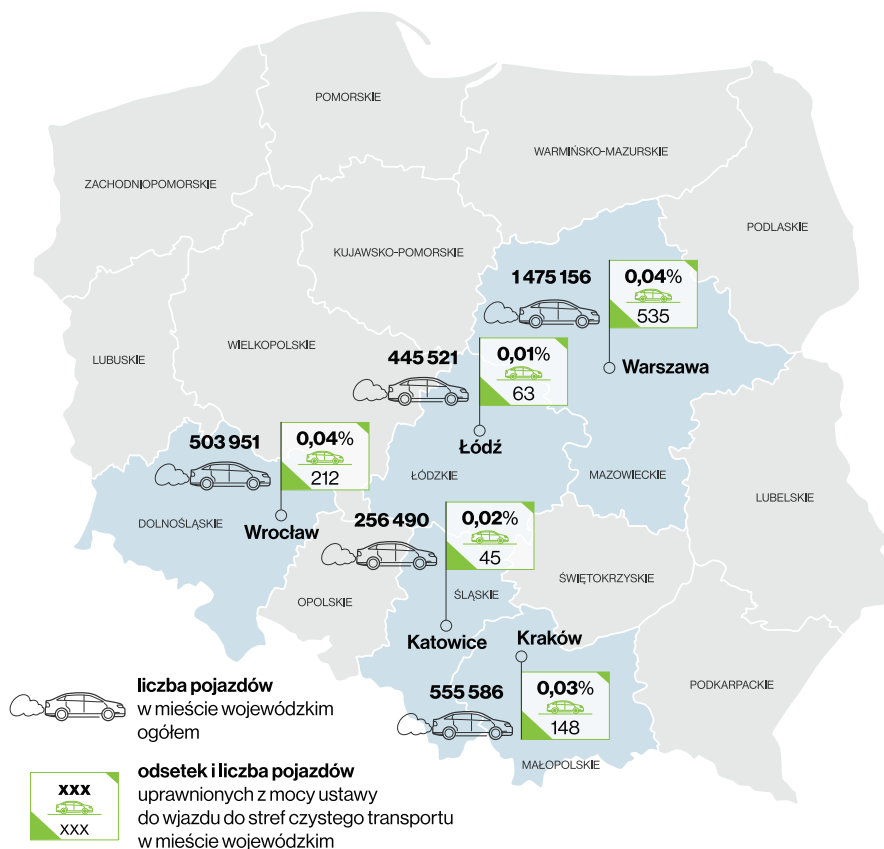 POMORSKIE
WARMIŃSKO-MAZURSKIE
ZACHODNIOPOMORSKIE
PODLASKIE
KUJAWSKO-POMORSKIE
1 475 156
0,04%
535
Warszawa
LUBUSKIE
WIELKOPOLSKIE
445 521
0,01%
63
Łódź
503 951
0,04%
212
Wrocław
DOLNOŚLĄSKIE
ŁÓDZKIE
MAZOWIECKIE
LUBELSKIE
256 490
0,02%
45
Katowice
OPOLSKIE
ŚLĄSKIE
ŚWIĘTOKRZYSKIE
Kraków
555 586
0,03%
148
MAŁOPOLSKIE
PODKARPACKIE
liczba pojazdów
w mieście wojewódzkim
ogółem
xxx
xxx
odsetek i liczba pojazdów
uprawnionych z mocy ustawy
do wjazdu do stref czystego transportu
w mieście wojewódzkim